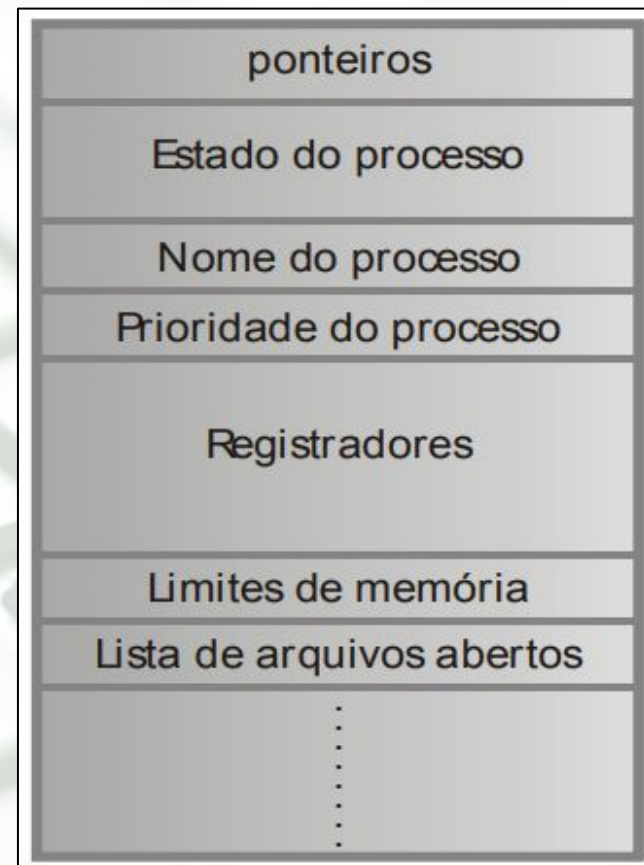 ponteiros
Estado do processo
Nome do processo
Prioridade do processo
Registradores
Limites de memória
Lista de arquivos abertos